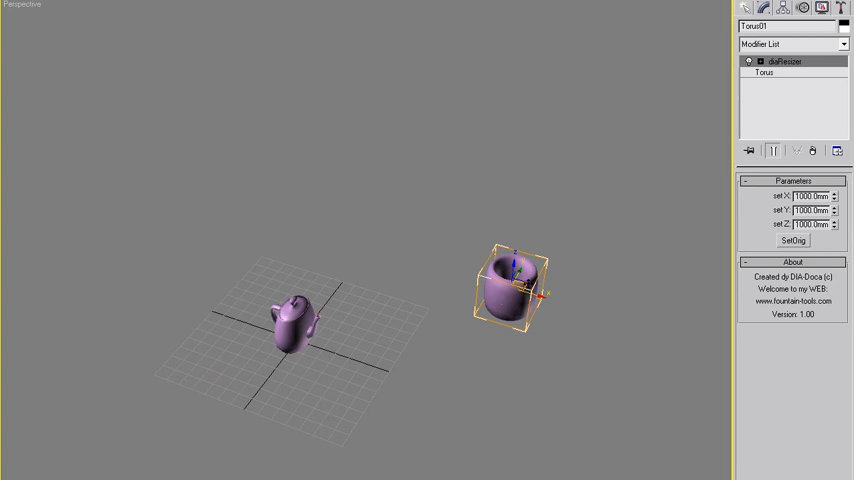 Perspective
Torus01
Modifier List
diaResizer
Torus
Parameters
set X: 1000.0mm
set Y: 1000.0mm
set Z: 1000.0mm
SetOrig
About
Created dy DIA-Doca (c)
Welcome to my WEB:
www.fountain-tools.com
Version: 1.00
z
x